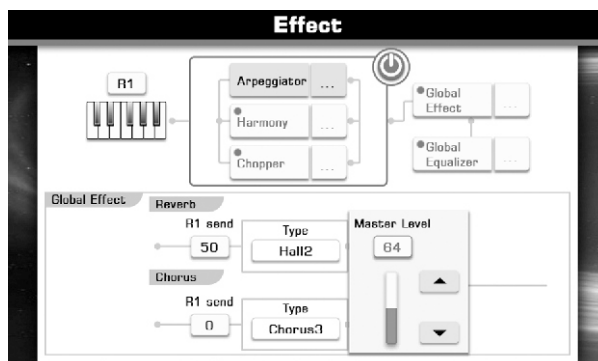 Effect
R1
Arpeggiator ...
Harmony ...
Chopper ...
Global
Effect ...
Global
Equalizer ...
Global Effect
Reverb
R1 send
50
Type
Hall2
Master Level
64
Chorus
R1 send
0
Type
Chorus3